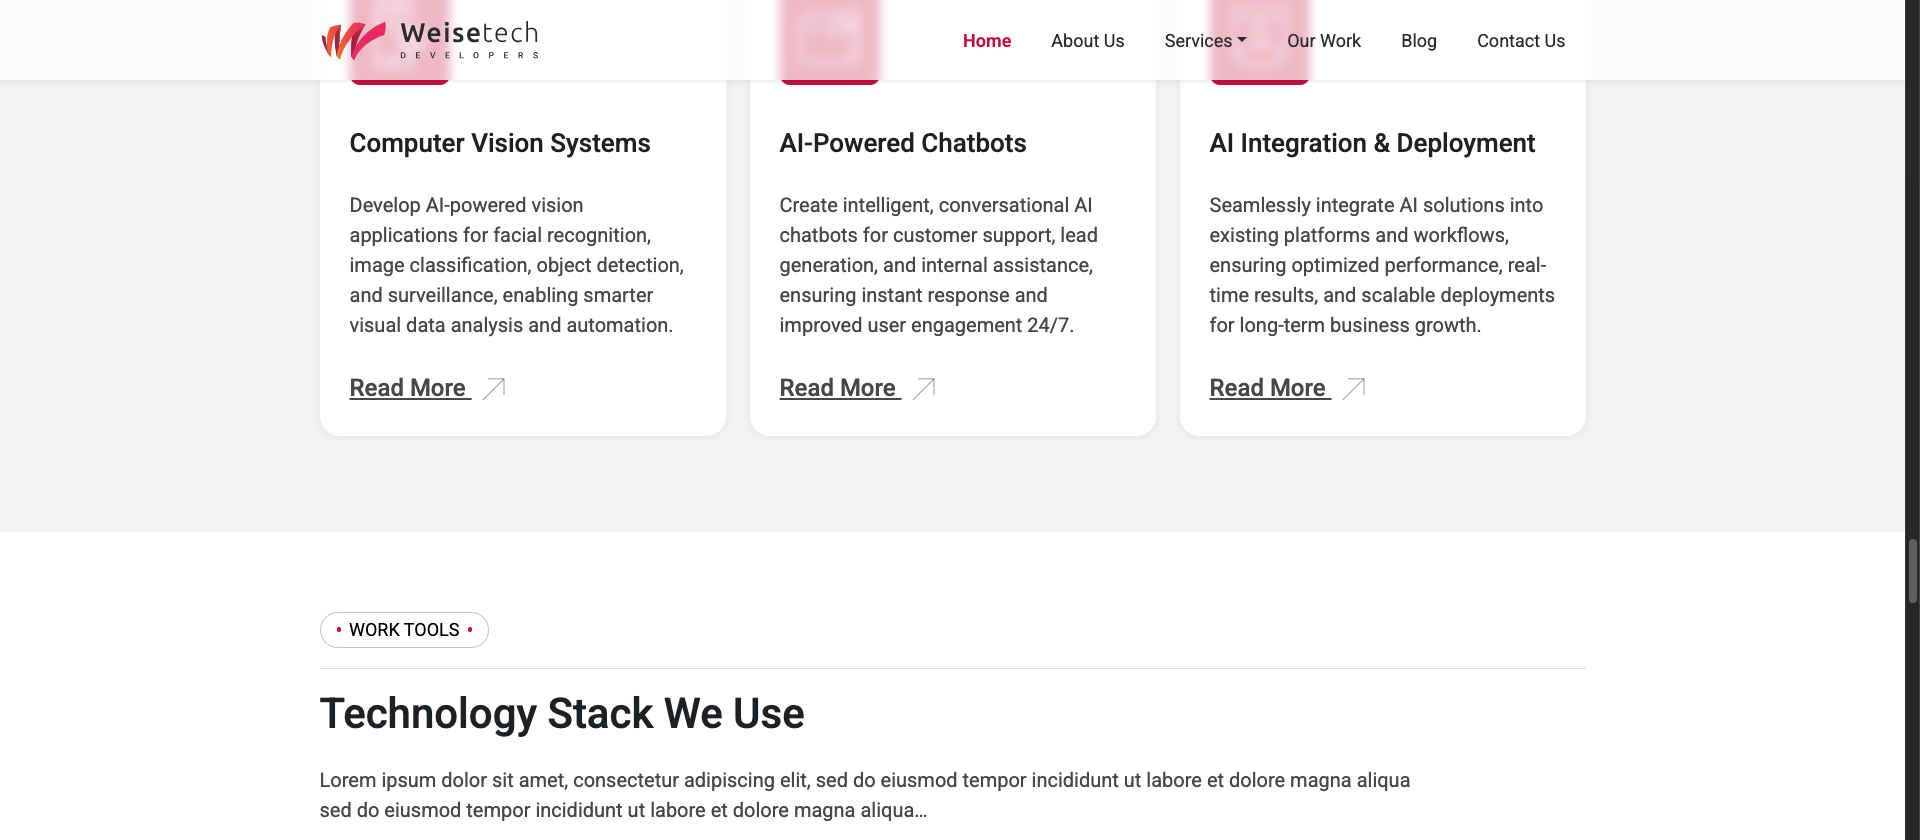 Weisetech
DEVELOPERS
Home
About Us
Services
Our Work
Blog
Contact Us
Computer Vision Systems
Develop AI-powered vision
applications for facial recognition,
image classification, object detection,
and surveillance, enabling smarter
visual data analysis and automation.
Read More
AI-Powered Chatbots
Create intelligent, conversational AI
chatbots for customer support, lead
generation, and internal assistance,
ensuring instant response and
improved user engagement 24/7.
Read More
AI Integration & Deployment
Seamlessly integrate AI solutions into
existing platforms and workflows,
ensuring optimized performance, real-
time results, and scalable deployments
for long-term business growth.
Read More
• WORK TOOLS •
Technology Stack We Use
Lorem ipsum dolor sit amet, consectetur adipiscing elit, sed do eiusmod tempor incididunt ut labore et dolore magna aliqua
sed do eiusmod tempor incididunt ut labore et dolore magna aliqua...